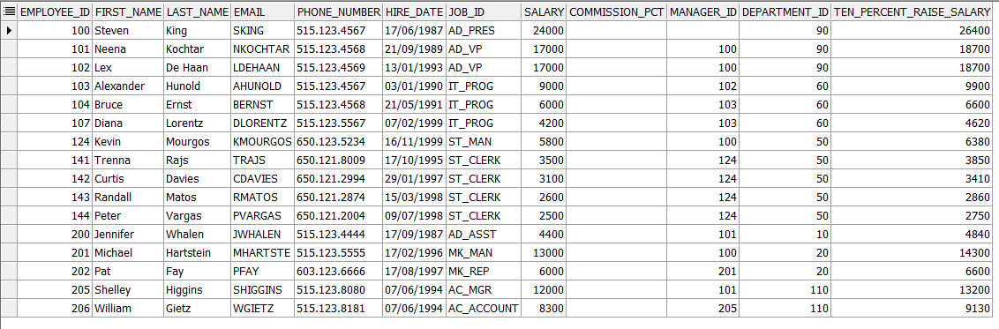 EMPLOYEE_ID FIRST_NAME LAST_NAME EMAIL PHONE_NUMBER HIRE_DATE JOB_ID SALARY COMMISSION_PCT MANAGER_ID DEPARTMENT_ID TEN_PERCENT_RAISE_SALARY
100 Steven King SKING 515.123.4567 17/06/1987 AD_PRES 24000 90 26400
101 Neena Kochtar NKOCHTAR 515.123.4568 21/09/1989 AD_VP 17000 100 90 18700
102 Lex De Haan LDEHAAN 515.123.4569 13/01/1993 AD_VP 17000 100 90 18700
103 Alexander Hunold AHUNOLD 515.123.4567 03/01/1990 IT_PROG 9000 102 60 9900
104 Bruce Ernst BERNST 515.123.4568 21/05/1991 IT_PROG 6000 103 60 6600
107 Diana Lorentz DLORENTZ 515.123.5567 07/02/1999 IT_PROG 4200 103 60 4620
124 Kevin Mourgos KMOURGOS 650.123.5234 16/11/1999 ST_MAN 5800 100 50 6380
141 Trenna Rajs TRAJS 650.121.8009 17/10/1995 ST_CLERK 3500 124 50 3850
142 Curtis Davies CDAVIES 650.121.2994 29/01/1997 ST_CLERK 3100 124 50 3410
143 Randall Matos RMATOS 650.121.2874 15/03/1998 ST_CLERK 2600 124 50 2860
144 Peter Vargas PVARGAS 650.121.2004 09/07/1998 ST_CLERK 2500 124 50 2750
200 Jennifer Whalen JWHALEN 515.123.4444 17/09/1987 AD_ASST 4400 101 10 4840
201 Michael Hartstein MHARTSTE 515.123.5555 17/02/1996 MK_MAN 13000 100 20 14300
202 Pat Fay PFAY 603.123.6666 17/08/1997 MK_REP 6000 201 20 6600
205 Shelley Higgins SHIGGINS 515.123.8080 07/06/1994 AC_MGR 12000 101 110 13200
206 William Gietz WGIETZ 515.123.8181 07/06/1994 AC_ACCOUNT 8300 205 110 9130